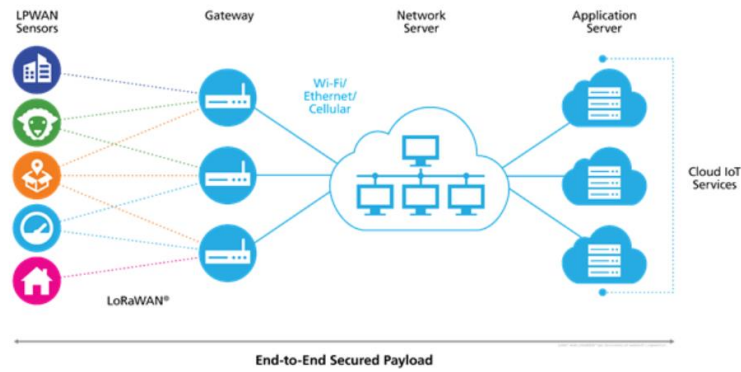 LPWAN
Sensors
Gateway
Network
Server
Application
Server
Wi-Fi/
Ethernet/
Cellular
Cloud IoT
Services
LoRaWAN®
End-to-End Secured Payload